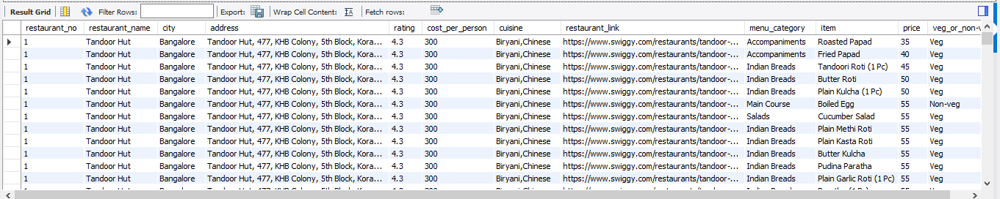 Result Grid Filter Rows: Export: Wrap Cell Content: Fetch rows:
restaurant_no restaurant_name city address rating cost_per_person cuisine restaurant_link menu_category item price veg_or_non-v
1 Tandoor Hut Bangalore Tandoor Hut, 477, KHB Colony, 5th Block, Kora... 4.3 300 Biryani,Chinese https://www.swiggy.com/restaurants/tandoor-... Accompaniments Roasted Papad 35 Veg
1 Tandoor Hut Bangalore Tandoor Hut, 477, KHB Colony, 5th Block, Kora... 4.3 300 Biryani,Chinese https://www.swiggy.com/restaurants/tandoor-... Accompaniments Fried Papad 40 Veg
1 Tandoor Hut Bangalore Tandoor Hut, 477, KHB Colony, 5th Block, Kora... 4.3 300 Biryani,Chinese https://www.swiggy.com/restaurants/tandoor-... Indian Breads Tandoori Roti (1 Pc) 45 Veg
1 Tandoor Hut Bangalore Tandoor Hut, 477, KHB Colony, 5th Block, Kora... 4.3 300 Biryani,Chinese https://www.swiggy.com/restaurants/tandoor-... Indian Breads Butter Roti 50 Veg
1 Tandoor Hut Bangalore Tandoor Hut, 477, KHB Colony, 5th Block, Kora... 4.3 300 Biryani,Chinese https://www.swiggy.com/restaurants/tandoor-... Indian Breads Plain Kulcha (1 Pc) 50 Veg
1 Tandoor Hut Bangalore Tandoor Hut, 477, KHB Colony, 5th Block, Kora... 4.3 300 Biryani,Chinese https://www.swiggy.com/restaurants/tandoor-... Main Course Boiled Egg 55 Non-veg
1 Tandoor Hut Bangalore Tandoor Hut, 477, KHB Colony, 5th Block, Kora... 4.3 300 Biryani,Chinese https://www.swiggy.com/restaurants/tandoor-... Salads Cucumber Salad 55 Veg
1 Tandoor Hut Bangalore Tandoor Hut, 477, KHB Colony, 5th Block, Kora... 4.3 300 Biryani,Chinese https://www.swiggy.com/restaurants/tandoor-... Indian Breads Plain Methi Roti 55 Veg
1 Tandoor Hut Bangalore Tandoor Hut, 477, KHB Colony, 5th Block, Kora... 4.3 300 Biryani,Chinese https://www.swiggy.com/restaurants/tandoor-... Indian Breads Plain Kasta Roti 55 Veg
1 Tandoor Hut Bangalore Tandoor Hut, 477, KHB Colony, 5th Block, Kora... 4.3 300 Biryani,Chinese https://www.swiggy.com/restaurants/tandoor-... Indian Breads Butter Kulcha 55 Veg
1 Tandoor Hut Bangalore Tandoor Hut, 477, KHB Colony, 5th Block, Kora... 4.3 300 Biryani,Chinese https://www.swiggy.com/restaurants/tandoor-... Indian Breads Pudina Paratha 55 Veg
1 Tandoor Hut Bangalore Tandoor Hut, 477, KHB Colony, 5th Block, Kora... 4.3 300 Biryani,Chinese https://www.swiggy.com/restaurants/tandoor-... Indian Breads Plain Garlic Roti (1 Pc) 55 Veg